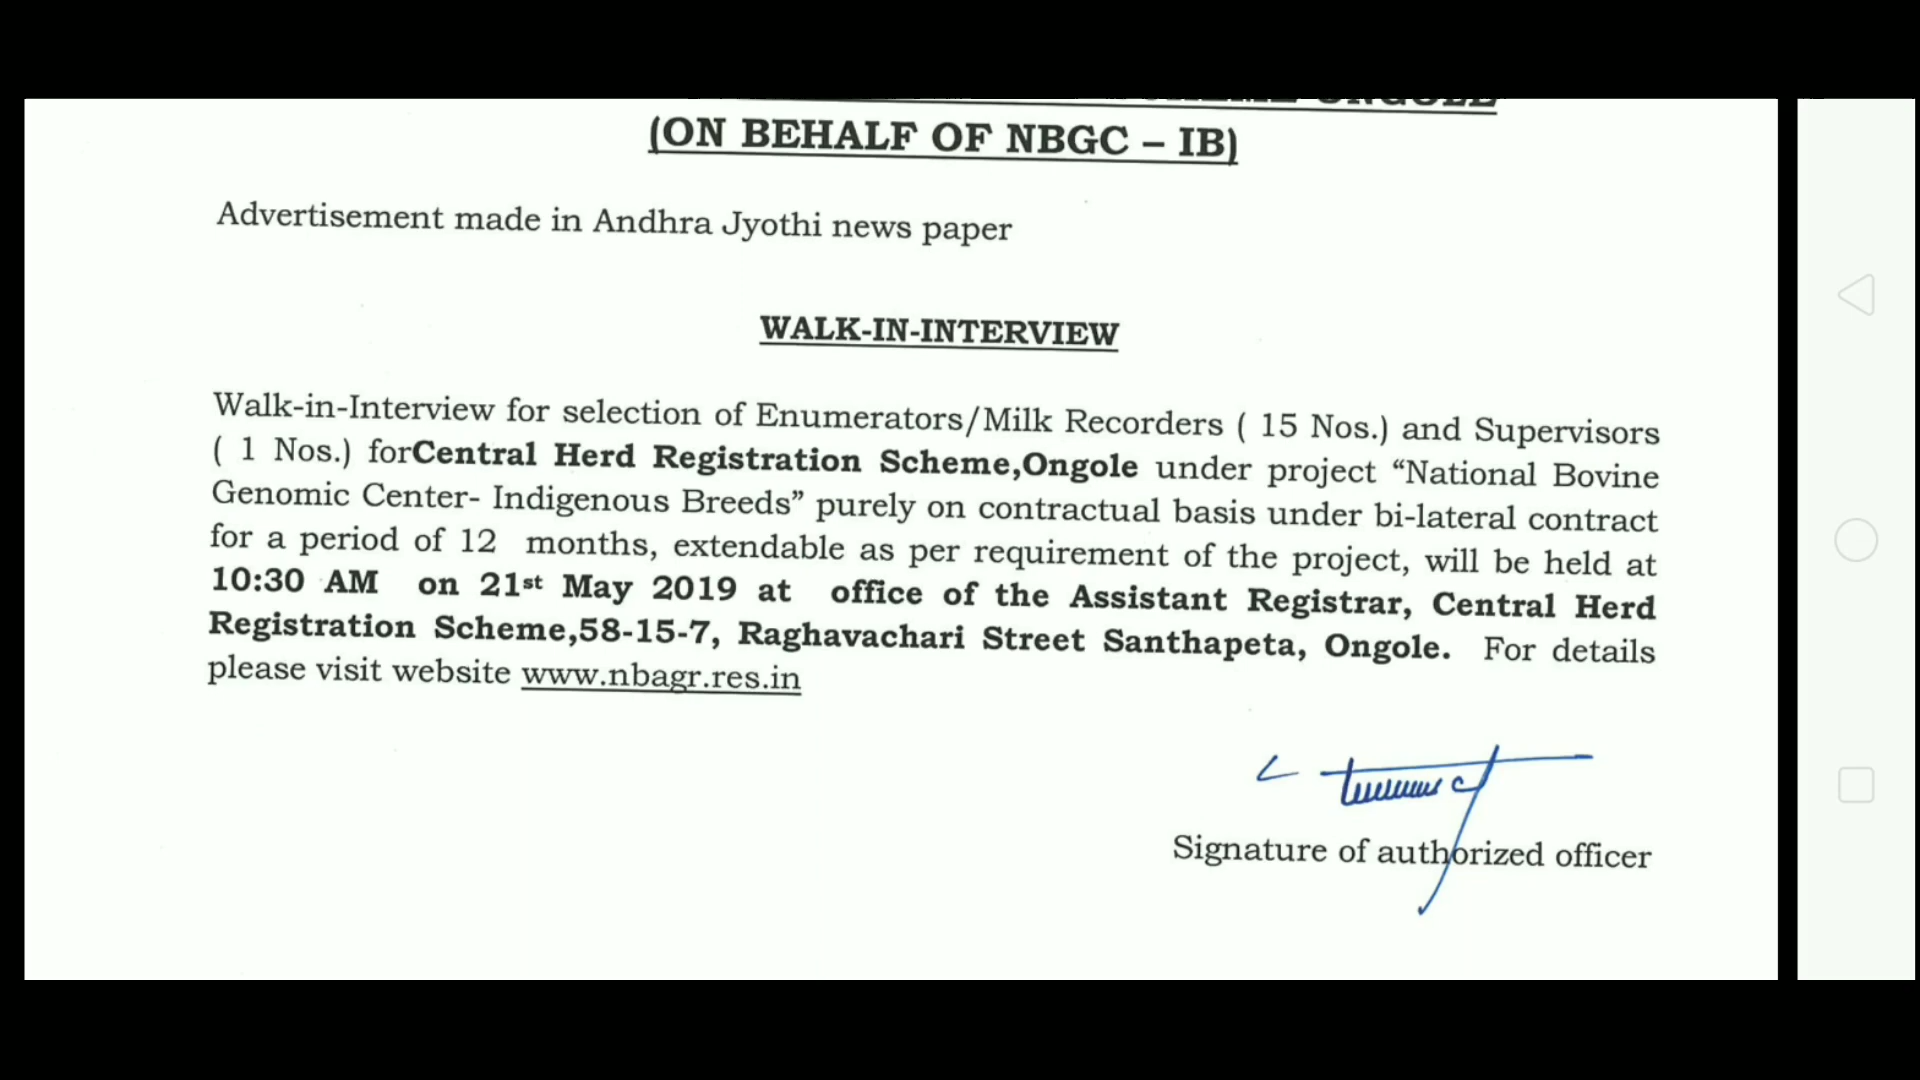 ONGOLE
(ON BEHALF OF NBGC – IB)
Advertisement made in Andhra Jyothi news paper
WALK-IN-INTERVIEW
Walk-in-Interview for selection of Enumerators/Milk Recorders ( 15 Nos.) and Supervisors
( 1 Nos.) forCentral Herd Registration Scheme,Ongole under project “National Bovine
Genomic Center- Indigenous Breeds” purely on contractual basis under bi-lateral contract
for a period of 12 months, extendable as per requirement of the project, will be held at
10:30 AM on 21st May 2019 at office of the Assistant Registrar, Central Herd
Registration Scheme,58-15-7, Raghavachari Street Santhapeta, Ongole. For details
please visit website www.nbagr.res.in
Signature of authorized officer